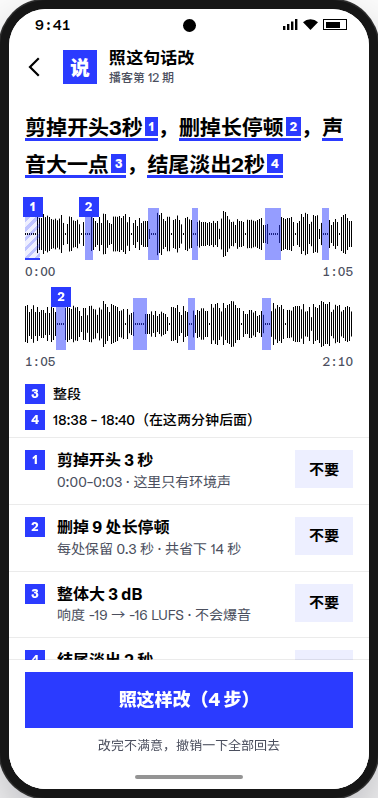 9:41
说 照这句话改
播客第 12 期
剪掉开头3秒 1，删掉长停顿 2，声
音大一点 3，结尾淡出2秒 4
1 2
0:00 1:05
2
1:05 2:10
3 整段
4 18:38 – 18:40（在这两分钟后面）
1 剪掉开头 3 秒 不要
0:00–0:03 · 这里只有环境声
2 删掉 9 处长停顿 不要
每处保留 0.3 秒 · 共省下 14 秒
3 整体大 3 dB 不要
响度 -19 → -16 LUFS · 不会爆音
4 结尾淡出 2 秒
照这样改（4 步）
改完不满意，撤销一下全部回去